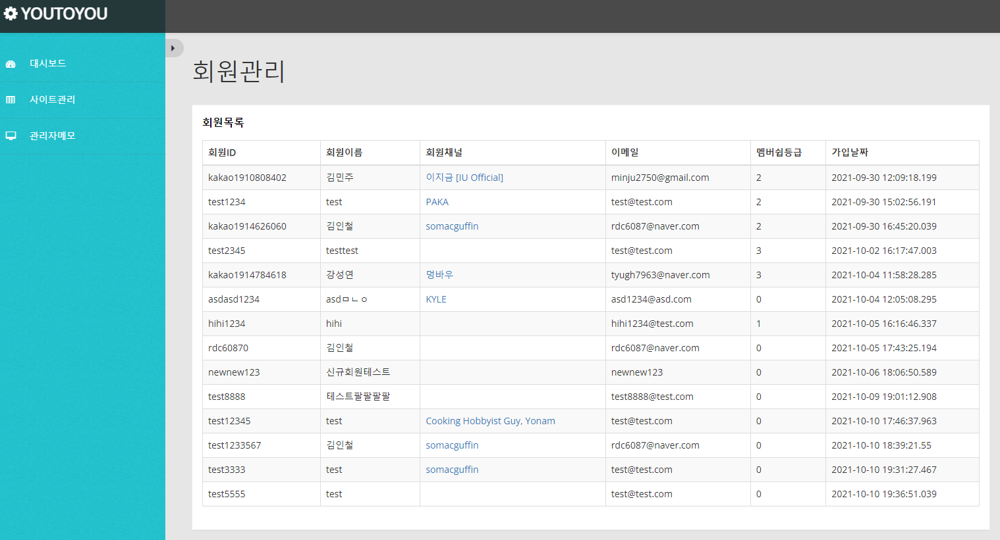 YOUTOYOU
대시보드
사이트관리
관리자메모
회원관리
회원목록
회원ID 회원이름 회원채널 이메일 멤버쉽등급 가입날짜
kakao1910808402 김민주 이지금 [IU Official] minju2750@gmail.com 2 2021-09-30 12:09:18.199
test1234 test PAKA test@test.com 2 2021-09-30 15:02:56.191
kakao1914626060 김인철 somacguffin rdc6087@naver.com 2 2021-09-30 16:45:20.039
test2345 testtest test@test.com 3 2021-10-02 16:17:47.003
kakao1914784618 강성연 멍바우 tyugh7963@naver.com 3 2021-10-04 11:58:28.285
asdasd1234 asdㅁㄴㅇ KYLE asd1234@asd.com 0 2021-10-04 12:05:08.295
hihi1234 hihi hihi1234@test.com 1 2021-10-05 16:16:46.337
rdc60870 김인철 rdc6087@naver.com 0 2021-10-05 17:43:25.194
newnew123 신규회원테스트 newnew123 0 2021-10-06 18:06:50.589
test8888 테스트팔팔팔팔 test8888@test.com 0 2021-10-09 19:01:12.908
test12345 test Cooking Hobbyist Guy, Yonam test@test.com 0 2021-10-10 17:46:37.963
test1233567 김인철 somacguffin rdc6087@naver.com 0 2021-10-10 18:39:21.55
test3333 test somacguffin test@test.com 0 2021-10-10 19:31:27.467
test5555 test test@test.com 0 2021-10-10 19:36:51.039